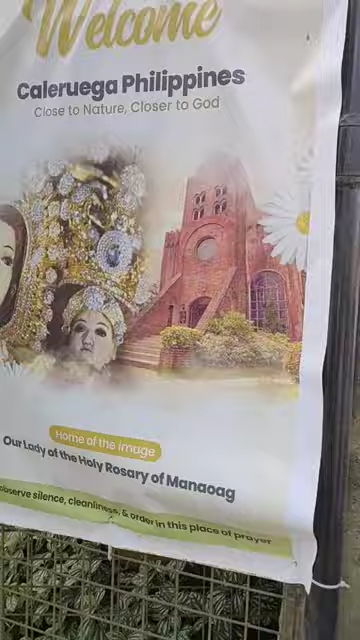 Welcome
Caleruega Philippines
Close to Nature, Closer to God
Home of the Image
Our Lady of the Holy Rosary of Manaoag
observe silence, cleanliness, & order in this place of prayer